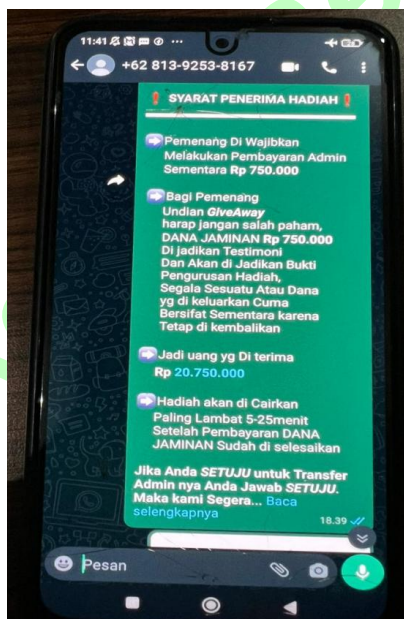 11:41
+62 813-9253-8167
❗ SYARAT PENERIMA HADIAH ❗
➡️Pemenang Di Wajibkan
Melakukan Pembayaran Admin
Sementara Rp 750.000
➡️Bagi Pemenang
Undian GiveAway
harap jangan salah paham,
DANA JAMINAN Rp 750.000
Di jadikan Testimoni
Dan Akan di Jadikan Bukti
Pengurusan Hadiah,
Segala Sesuatu Atau Dana
yg di keluarkan Cuma
Bersifat Sementara karena
Tetap di kembalikan
➡️Jadi uang yg Di terima
Rp 20.750.000
➡️Hadiah akan di Cairkan
Paling Lambat 5-25menit
Setelah Pembayaran DANA
JAMINAN Sudah di selesaikan
Jika Anda SETUJU untuk Transfer
Admin nya Anda Jawab SETUJU.
Maka kami Segera... Baca
selengkapnya
18.39
Pesan